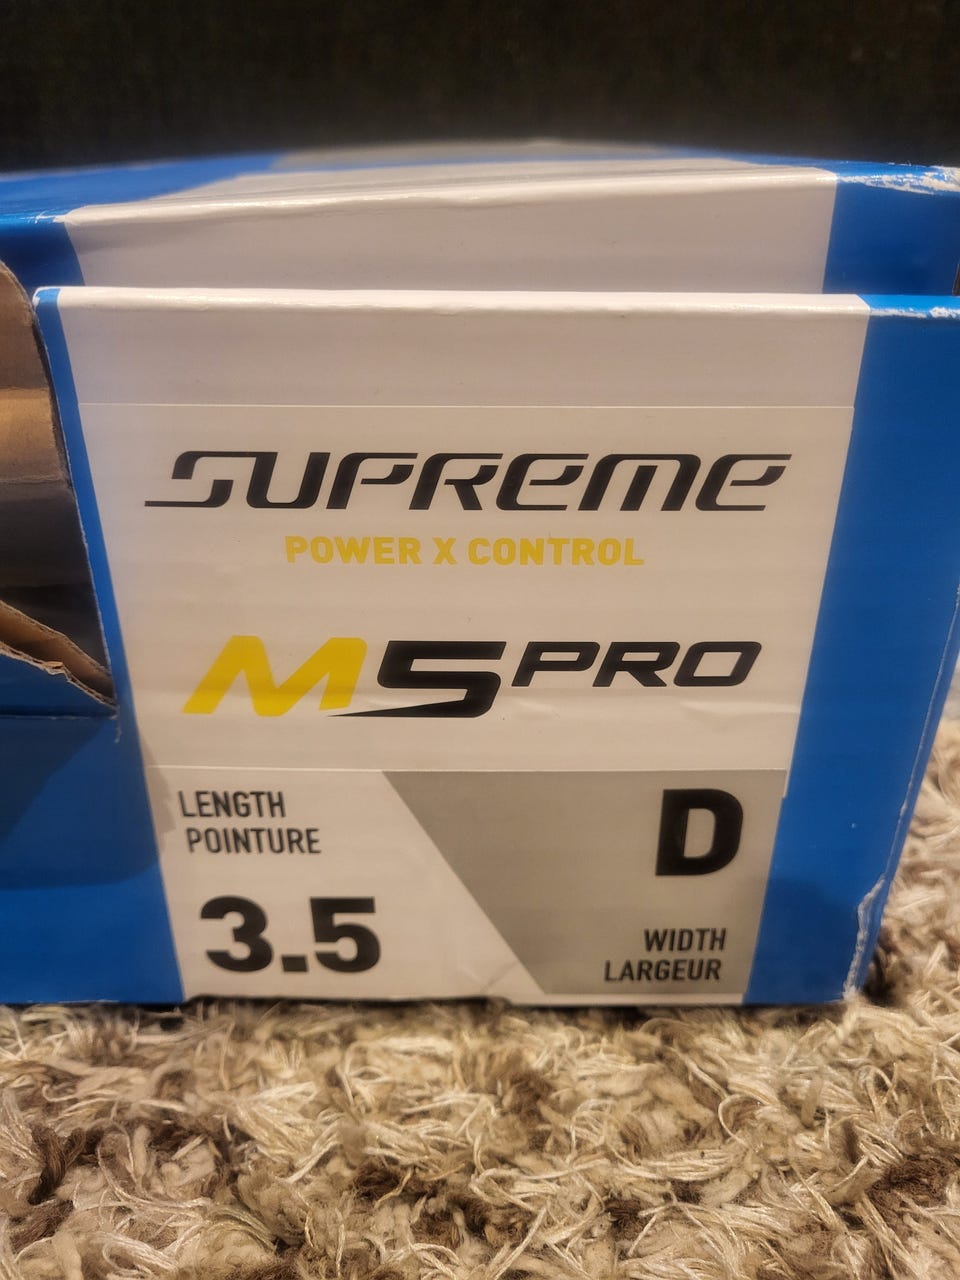 SUPREME
POWER X CONTROL
M5PRO
LENGTH
POINTURE
3.5
D
WIDTH
LARGEUR